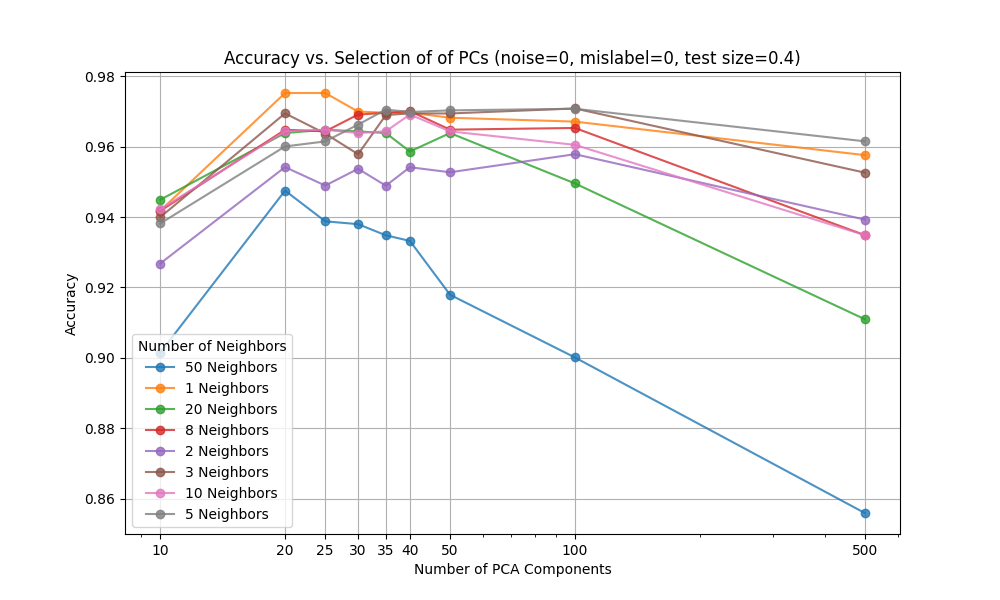 Accuracy vs. Selection of of PCs (noise=0, mislabel=0, test size=0.4)
Accuracy
0.98
0.96
0.94
0.92
0.90
0.88
0.86
Number of Neighbors
50 Neighbors
1 Neighbors
20 Neighbors
8 Neighbors
2 Neighbors
3 Neighbors
10 Neighbors
5 Neighbors
10 20 25 30 35 40 50 100 500
Number of PCA Components